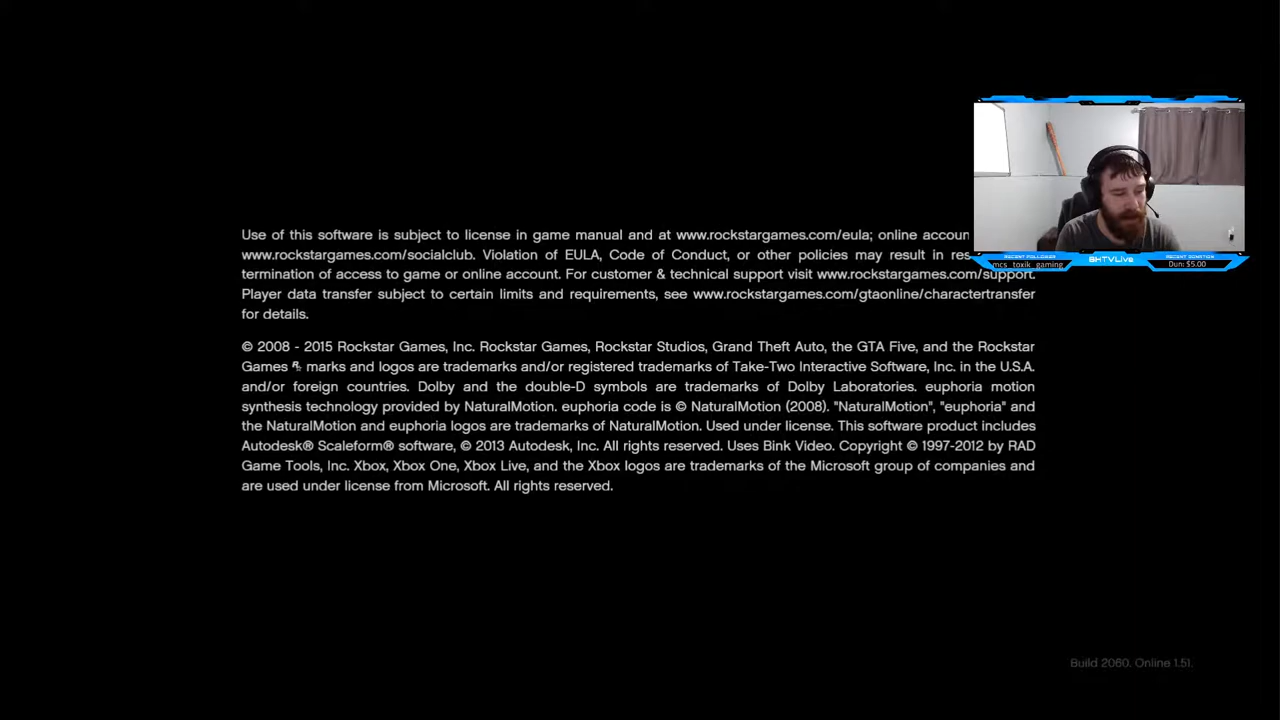 Use of this software is subject to license in game manual and at www.rockstargames.com/eula; online accoun
www.rockstargames.com/socialclub. Violation of EULA, Code of Conduct, or other policies may result in res
termination of access to game or online account. For customer & technical support visit www.rockstargames.com/support.
Player data transfer subject to certain limits and requirements, see www.rockstargames.com/gtaonline/charactertransfer
for details.
© 2008 - 2015 Rockstar Games, Inc. Rockstar Games, Rockstar Studios, Grand Theft Auto, the GTA Five, and the Rockstar
Games R* marks and logos are trademarks and/or registered trademarks of Take-Two Interactive Software, Inc. in the U.S.A.
and/or foreign countries. Dolby and the double-D symbols are trademarks of Dolby Laboratories. euphoria motion
synthesis technology provided by NaturalMotion. euphoria code is © NaturalMotion (2008). "NaturalMotion", "euphoria" and
the NaturalMotion and euphoria logos are trademarks of NaturalMotion. Used under license. This software product includes
Autodesk® Scaleform® software, © 2013 Autodesk, Inc. All rights reserved. Uses Bink Video. Copyright © 1997-2012 by RAD
Game Tools, Inc. Xbox, Xbox One, Xbox Live, and the Xbox logos are trademarks of the Microsoft group of companies and
are used under license from Microsoft. All rights reserved.
RECENT FOLLOWER
mcs_toxik_gaming
BHTVLive
RECENT DONATION
Dun: $5.00
Build 2060. Online 1.51.